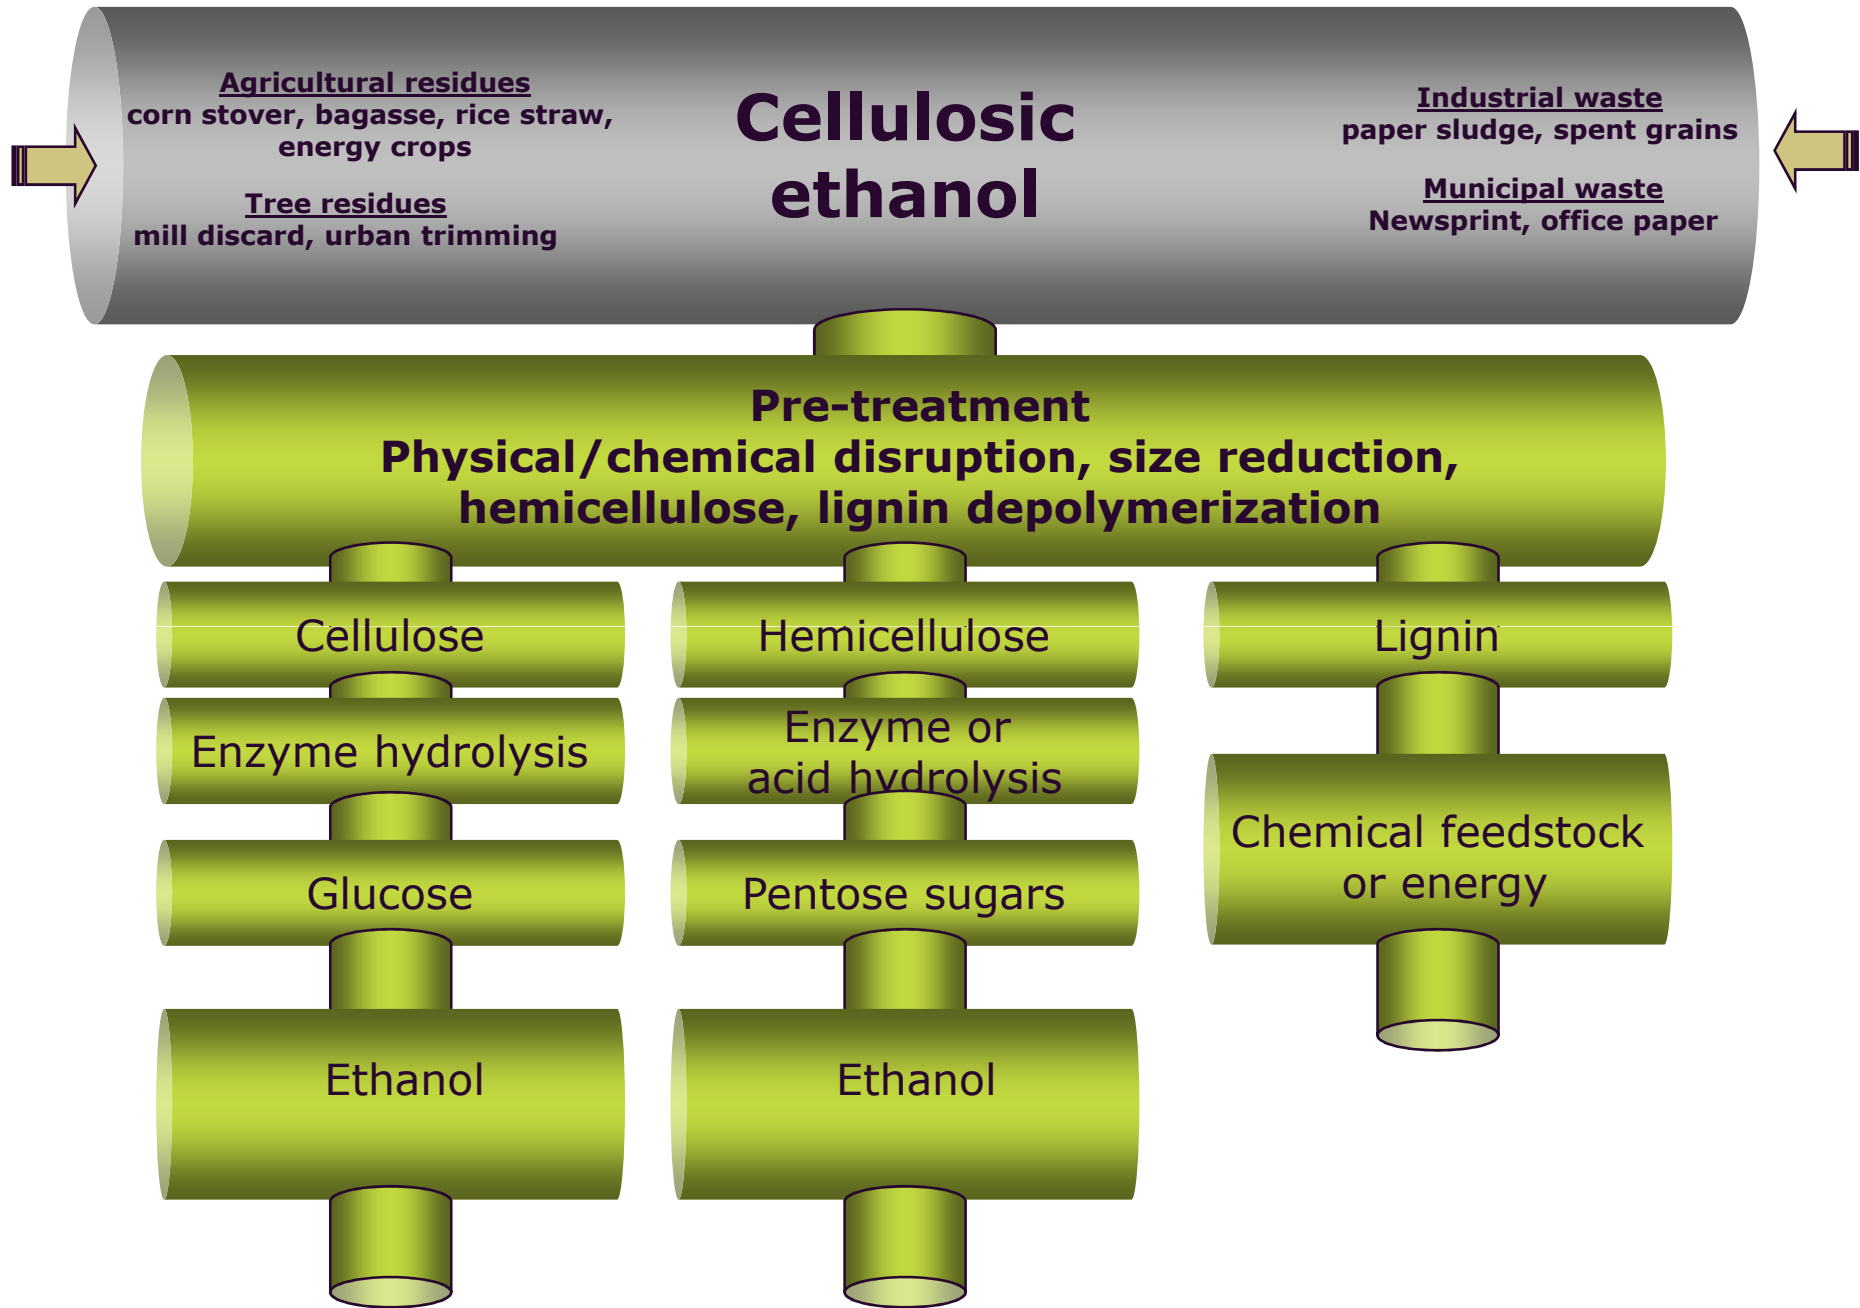 Agricultural residues
corn stover, bagasse, rice straw,
energy crops
Tree residues
mill discard, urban trimming
Cellulosic
ethanol
Industrial waste
paper sludge, spent grains
Municipal waste
Newsprint, office paper
Pre-treatment
Physical/chemical disruption, size reduction,
hemicellulose, lignin depolymerization
Cellulose
Enzyme hydrolysis
Glucose
Ethanol
Hemicellulose
Enzyme or
acid hydrolysis
Pentose sugars
Ethanol
Lignin
Chemical feedstock
or energy